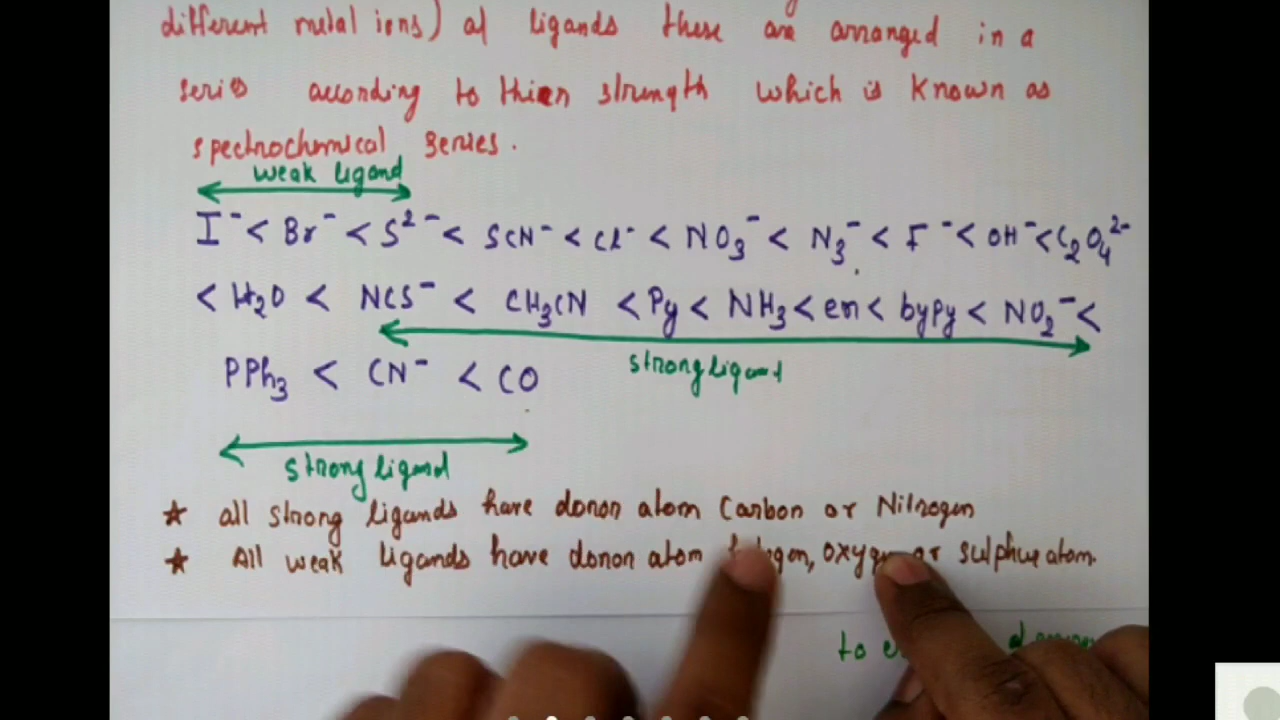 different metal ions) of ligands these are arranged in a
series according to thier strength which is known as
spectrochemical series.
weak ligand
I⁻ < Br⁻ < S²⁻ < SCN⁻ < Cl⁻ < NO₃⁻ < N₃⁻ < F⁻ < OH⁻ < C₂O₄²⁻
< H₂O < NCS⁻ < CH₃CN < Py < NH₃ < en < bypy < NO₂⁻ <
strong ligand
PPh₃ < CN⁻ < CO
strong ligand
★ all strong ligands have donor atom Carbon or Nitrogen
★ All weak ligands have donor atom or sulphur atom.
to